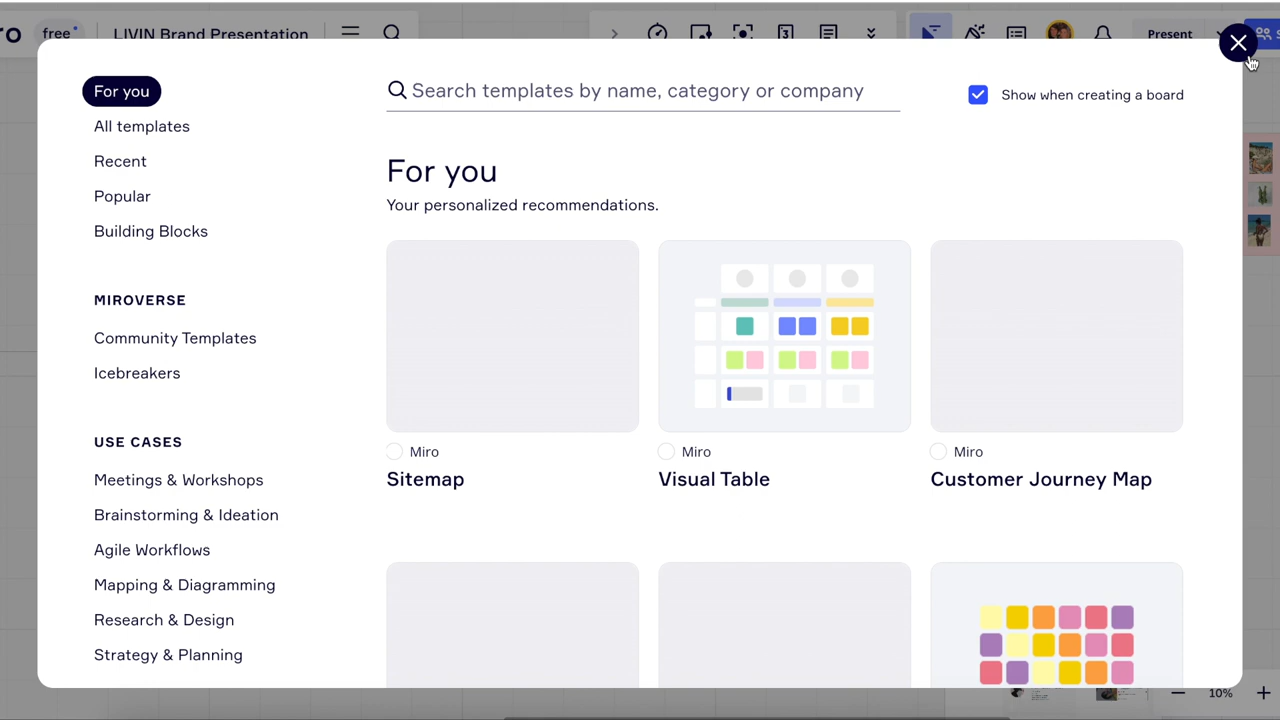 ro
free
LIVIN Brand Presentation
3
Present
S
For you
All templates
Recent
Popular
Building Blocks
MIROVERSE
Community Templates
Icebreakers
USE CASES
Meetings & Workshops
Brainstorming & Ideation
Agile Workflows
Mapping & Diagramming
Research & Design
Strategy & Planning
Search templates by name, category or company
Show when creating a board
For you
Your personalized recommendations.
Miro
Sitemap
Miro
Visual Table
Miro
Customer Journey Map
10%